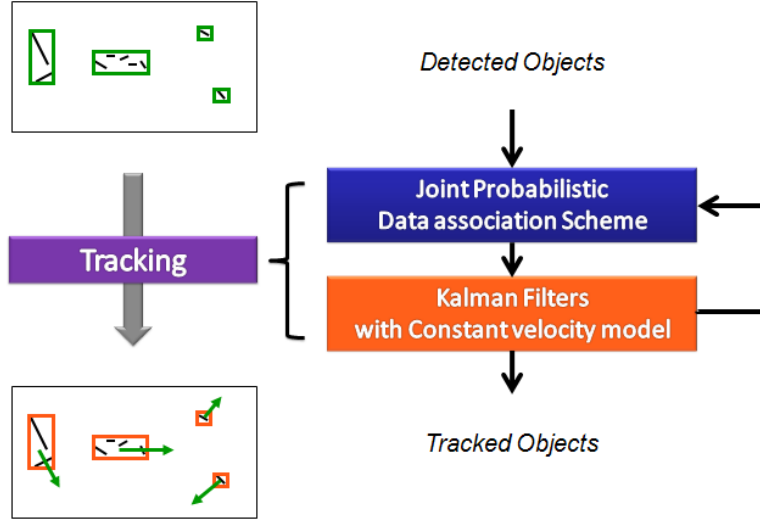 Detected Objects
Joint Probabilistic
Data association Scheme
Tracking
Kalman Filters
with Constant velocity model
Tracked Objects